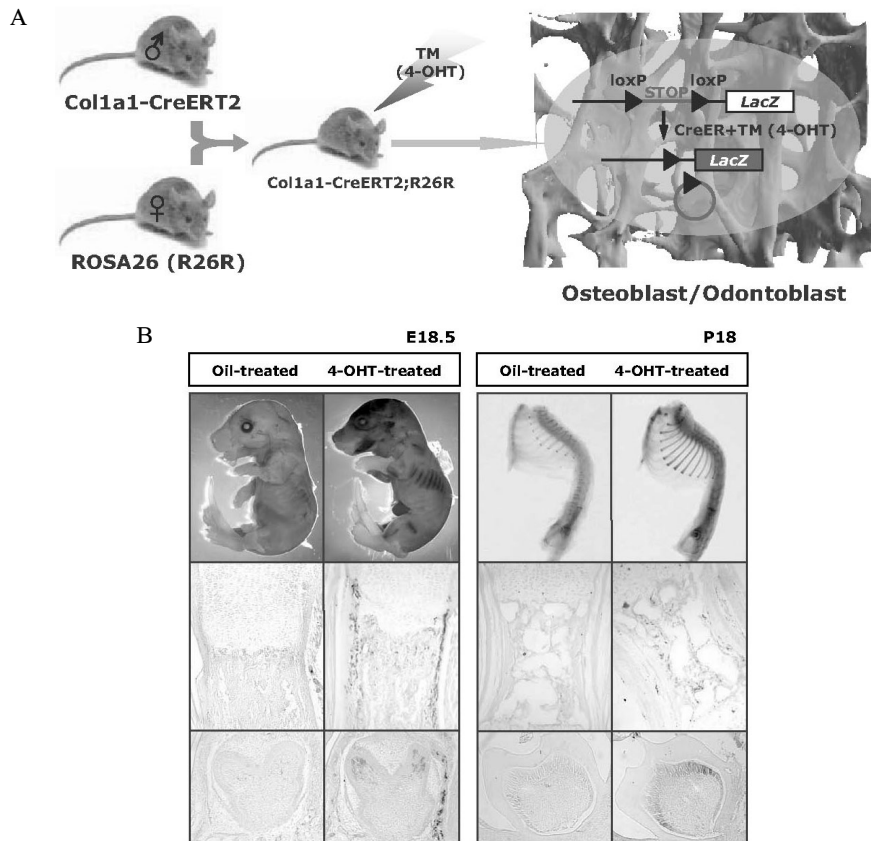 A
TM
(4-OHT)
Col1a1-CreERT2
ROSA26 (R26R)
Col1a1-CreERT2;R26R
loxP loxP
STOP
LacZ
CreER+TM (4-OHT)
LacZ
Osteoblast/Odontoblast
B
E18.5 P18
Oil-treated 4-OHT-treated Oil-treated 4-OHT-treated